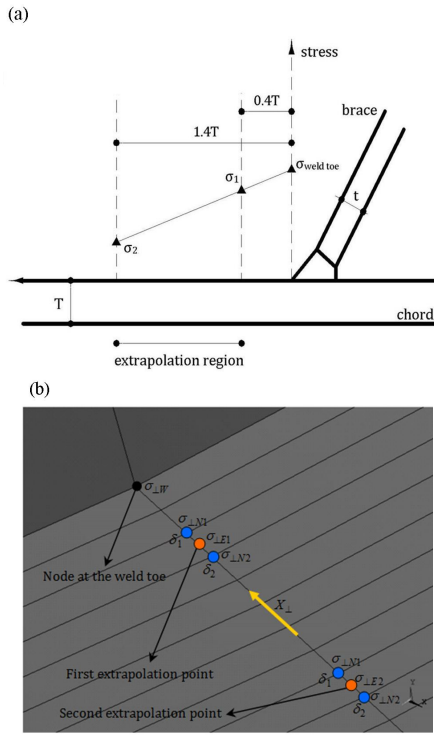 (a)
stress
0.4T
brace
1.4T
σweld toe
σ1
t
σ2
T
chord
extrapolation region
(b)
σ⊥W
σ⊥N1
δ1
σ⊥E1
σ⊥N2
δ2
Node at the weld toe
X⊥
σ⊥N1
First extrapolation point
δ1
σ⊥E2
σ⊥N2
Second extrapolation point
δ2
Y
X